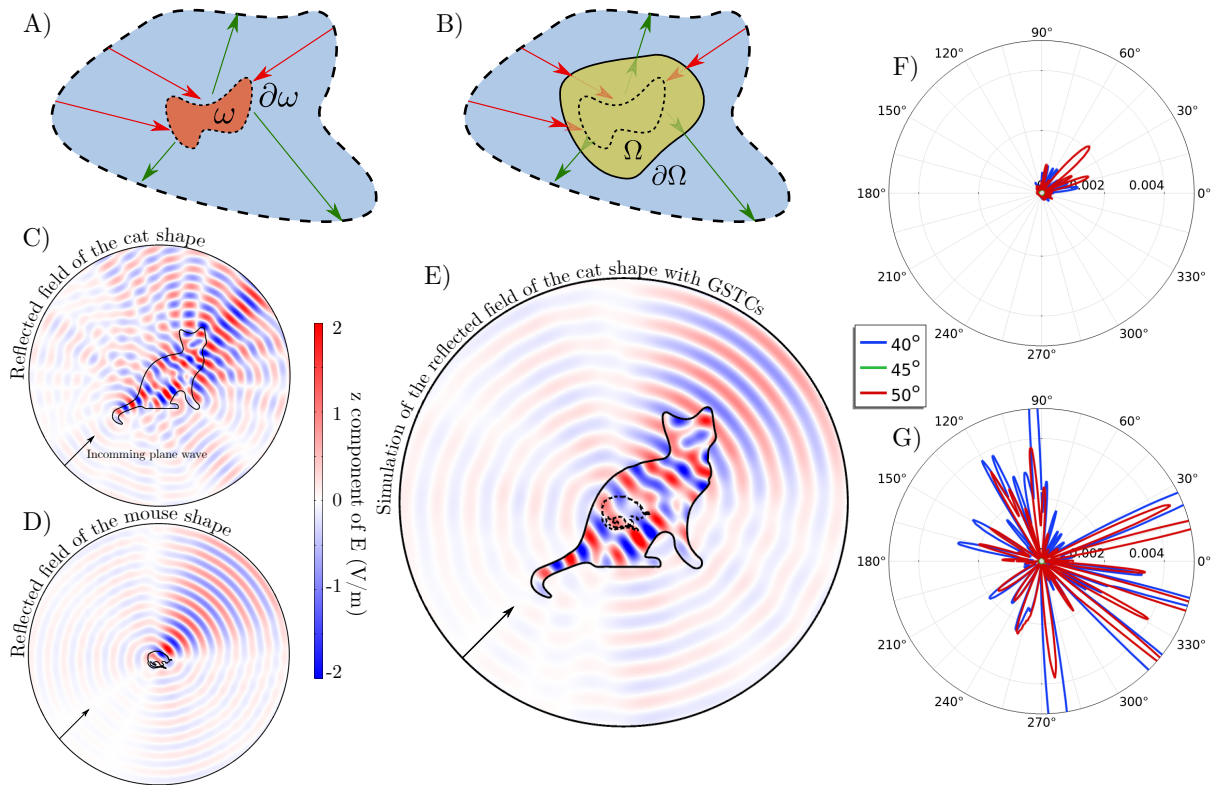 A)
ω
∂ω
B)
Ω
∂Ω
C)
Reflected field of the cat shape
Incomming plane wave
D)
Reflected field of the mouse shape
2
1
0
-1
-2
z component of E (V/m)
E)
Simulation of the reflected field of the cat shape with GSTCs
F)
90°
60°
30°
0°
330°
300°
270°
240°
210°
180°
150°
120°
0.002
0.004
40°
45°
50°
G)
90°
60°
30°
0°
330°
300°
270°
240°
210°
180°
150°
120°
0.002
0.004